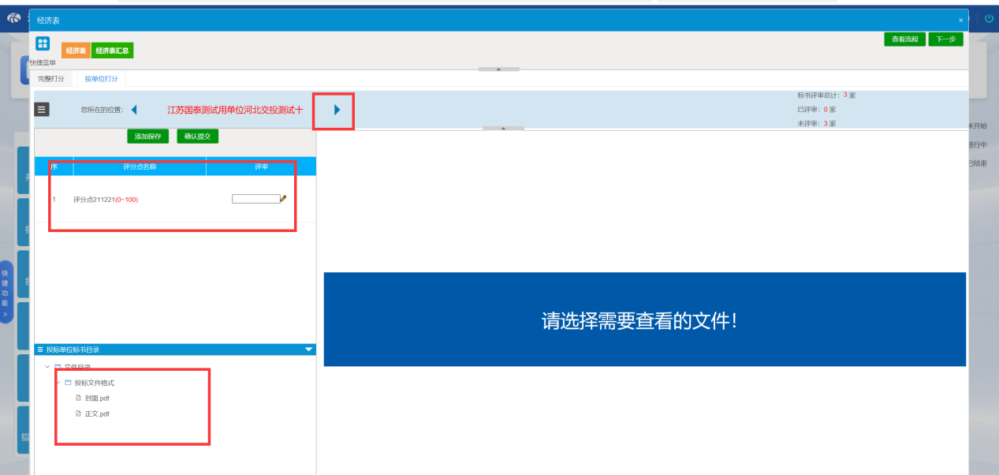 经济表
×
查看流程 下一步
经济表 经济表汇总
快捷菜单
完整打分 按单位打分
标书评审总计：3 家
您所在的位置： 江苏国泰测试用单位河北交投测试十
已评审：0 家
未评审：3 家
未开始
进行中
已结束
添加保存 确认提交
序 评分点名称 评审
1 评分点211221(0~100)
快捷功能
»
请选择需要查看的文件！
投标单位标书目录
文件目录
投标文件格式
封面.pdf
正文.pdf
招